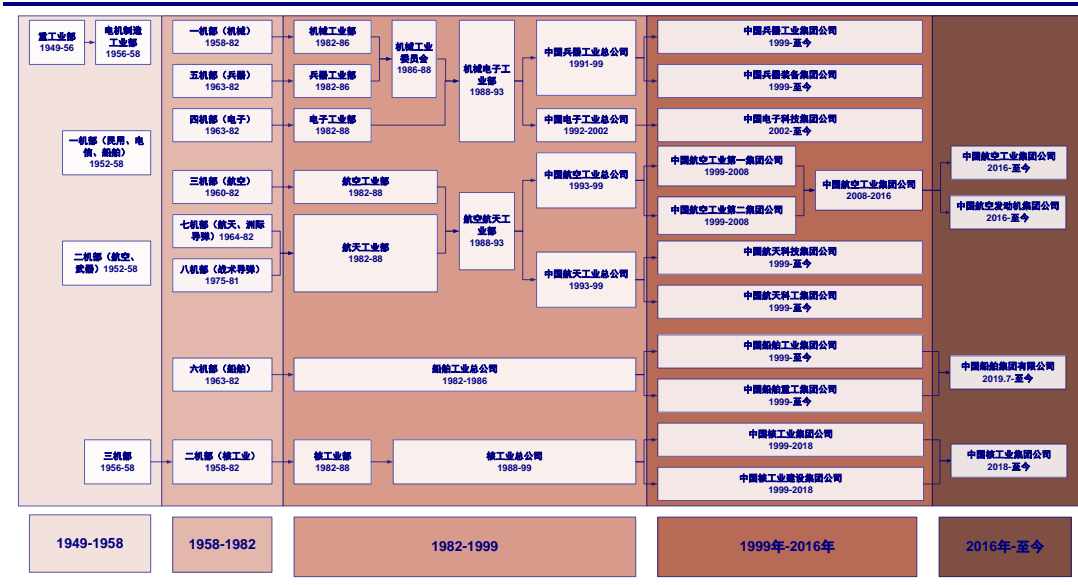 重工业部
1949-56
电机制造
工业部
1956-58
一机部（民用、电
信、船舶）
1952-58
二机部（航空、
武器）1952-58
三机部
1956-58
一机部（机械）
1958-82
五机部（兵器）
1963-82
四机部（电子）
1963-82
三机部（航空）
1960-82
七机部（航天、洲际
导弹）1964-82
八机部（战术导弹）
1975-81
六机部（船舶）
1963-82
二机部（核工业）
1958-82
机械工业部
1982-86
兵器工业部
1982-86
电子工业部
1982-88
机械工业
委员会
1986-88
机械电子工
业部
1988-93
航空工业部
1982-88
航天工业部
1982-88
航空航天工
业部
1988-93
船舶工业总公司
1982-1986
核工业部
1982-88
核工业总公司
1988-99
中国兵器工业总公司
1991-99
中国电子工业总公司
1992-2002
中国航空工业总公司
1993-99
中国航天工业总公司
1993-99
中国兵器工业集团公司
1999-至今
中国兵器装备集团公司
1999-至今
中国电子科技集团公司
2002-至今
中国航空工业第一集团公司
1999-2008
中国航空工业第二集团公司
1999-2008
中国航空工业集团公司
2008-2016
中国航天科技集团公司
1999-至今
中国航天科工集团公司
1999-至今
中国船舶工业集团公司
1999-至今
中国船舶重工集团公司
1999-至今
中国核工业集团公司
1999-2018
中国核工业建设集团公司
1999-2018
中国航空工业集团公司
2016-至今
中国航空发动机集团公司
2016-至今
中国船舶集团有限公司
2019.7-至今
中国核工业集团公司
2018-至今
1949-1958
1958-1982
1982-1999
1999年-2016年
2016年-至今